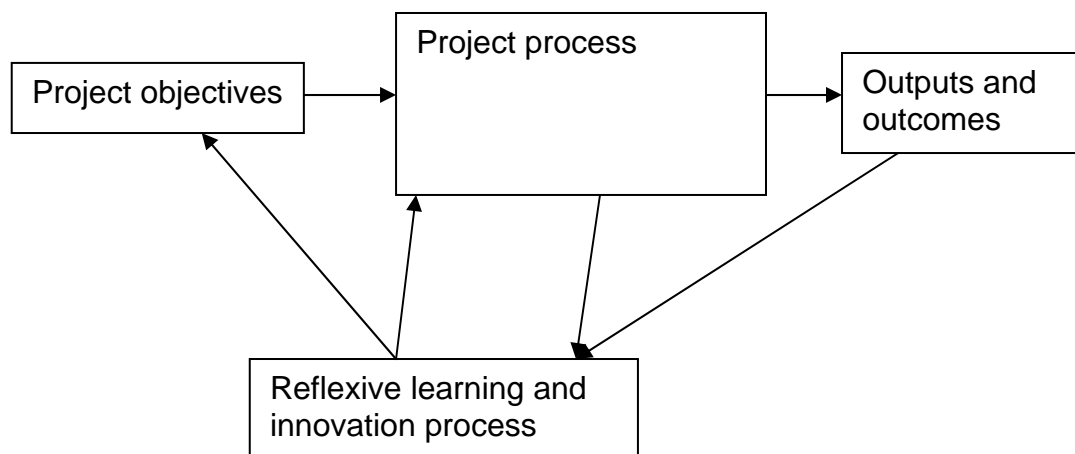 Project objectives
Project process
Outputs and
outcomes
Reflexive learning and
innovation process